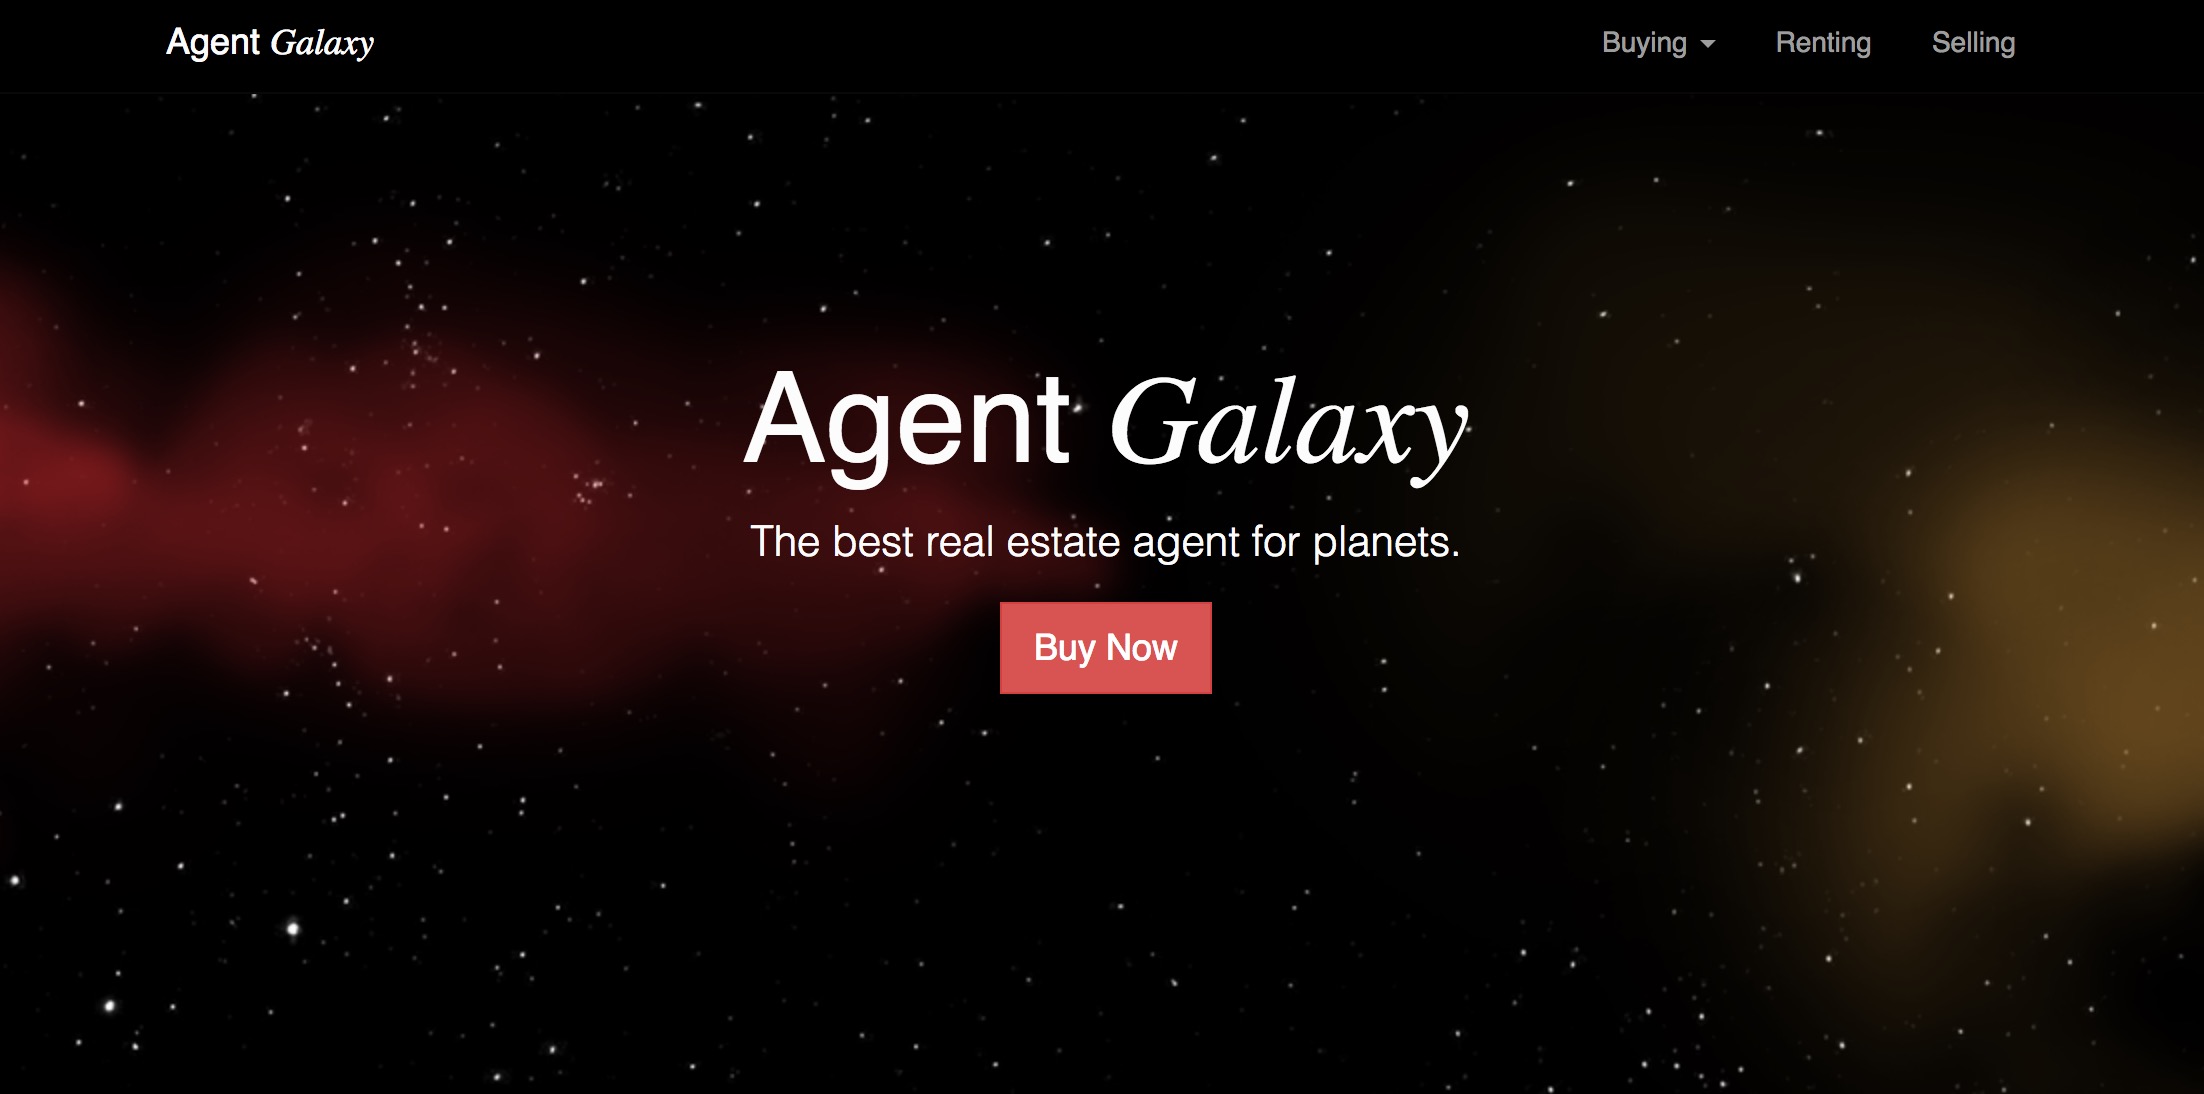 Agent Galaxy
Buying
Renting
Selling
Agent Galaxy
The best real estate agent for planets.
Buy Now